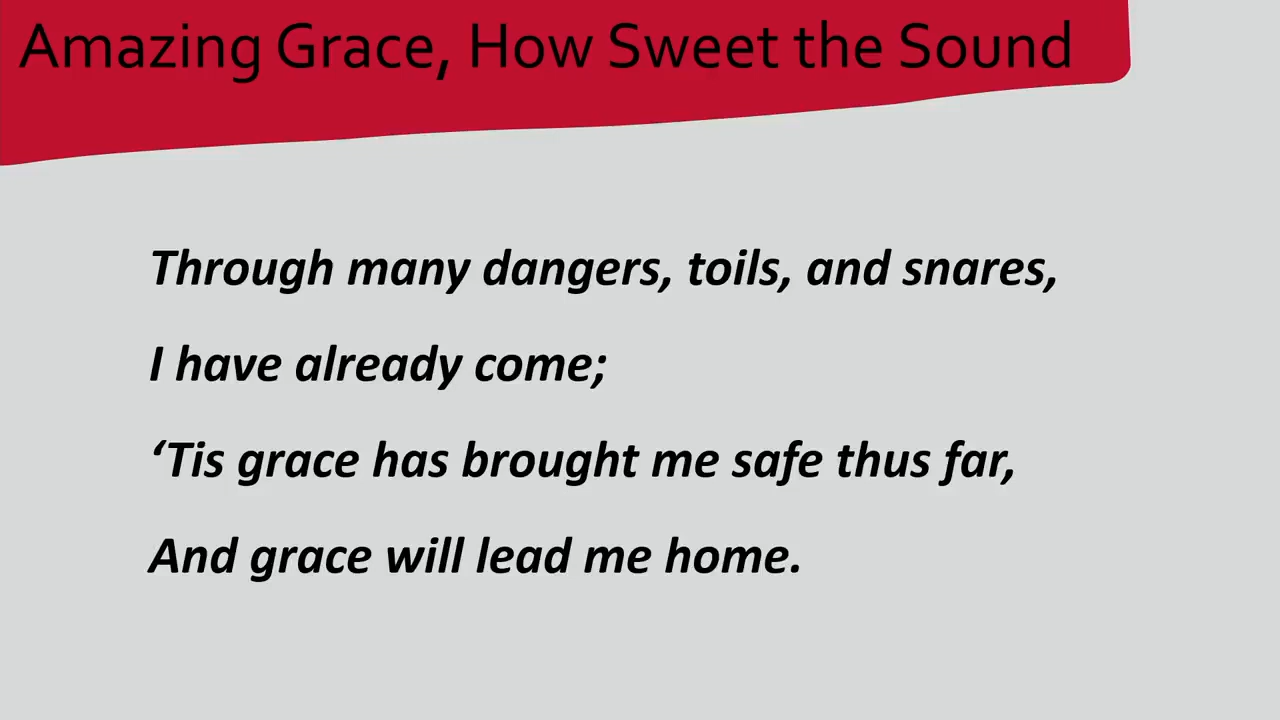 Amazing Grace, How Sweet the Sound
Through many dangers, toils, and snares,
I have already come;
‘Tis grace has brought me safe thus far,
And grace will lead me home.